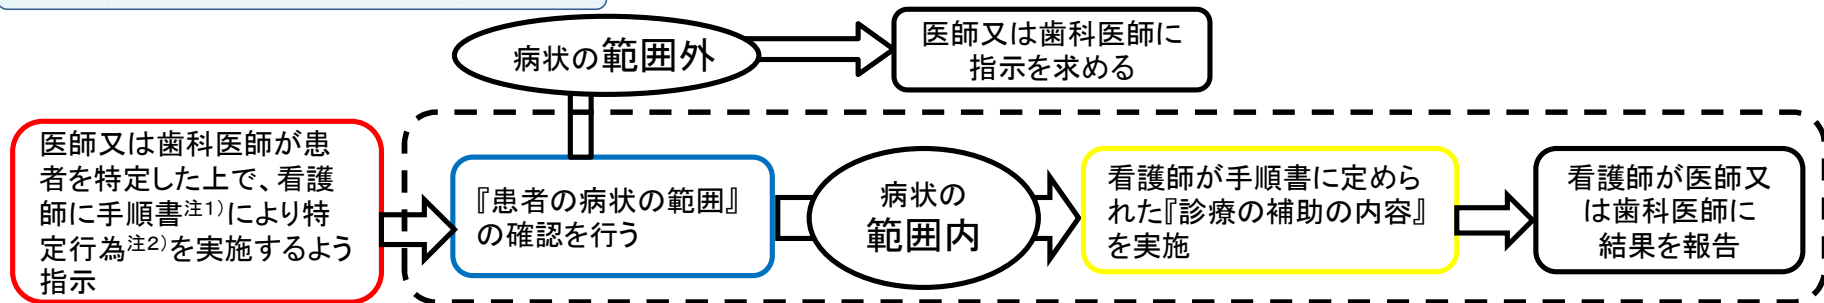 病状の範囲外
医師又は歯科医師に
指示を求める
医師又は歯科医師が患
者を特定した上で、看護
師に手順書注1)により特
定行為注2)を実施するよう
指示
『患者の病状の範囲』
の確認を行う
病状の
範囲内
看護師が手順書に定めら
れた『診療の補助の内容』
を実施
看護師が医師又
は歯科医師に
結果を報告